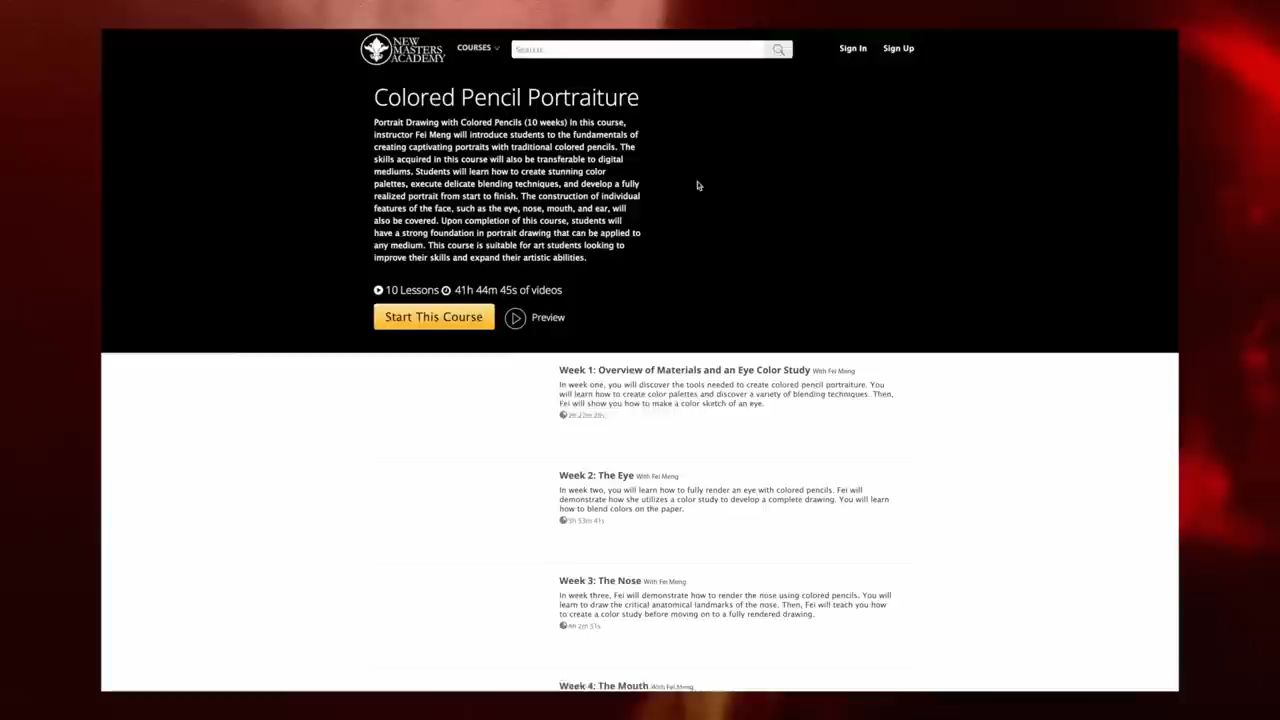 NEW
MASTERS
ACADEMY
COURSES
Search...
Sign In
Sign Up
Colored Pencil Portraiture
Portrait Drawing with Colored Pencils (10 weeks) In this course,
instructor Fei Meng will introduce students to the fundamentals of
creating captivating portraits with traditional colored pencils. The
skills acquired in this course will also be transferable to digital
mediums. Students will learn how to create stunning color
palettes, execute delicate blending techniques, and develop a fully
realized portrait from start to finish. The construction of individual
features of the face, such as the eye, nose, mouth, and ear, will
also be covered. Upon completion of this course, students will
have a strong foundation in portrait drawing that can be applied to
any medium. This course is suitable for art students looking to
improve their skills and expand their artistic abilities.
10 Lessons 41h 44m 45s of videos
Start This Course
Preview
Week 1: Overview of Materials and an Eye Color Study With Fei Meng
In week one, you will discover the tools needed to create colored pencil portraiture. You
will learn how to create color palettes and discover a variety of blending techniques. Then,
Fei will show you how to make a color sketch of an eye.
Week 2: The Eye With Fei Meng
In week two, you will learn how to fully render an eye with colored pencils. Fei will
demonstrate how she utilizes a color study to develop a complete drawing. You will learn
how to blend colors on the paper.
53m 41s
Week 3: The Nose With Fei Meng
In week three, Fei will demonstrate how to render the nose using colored pencils. You will
learn to draw the critical anatomical landmarks of the nose. Then, Fei will teach you how
to create a color study before moving on to a fully rendered drawing.
4h 2m 51s
Week 4: The Mouth With Fei Meng